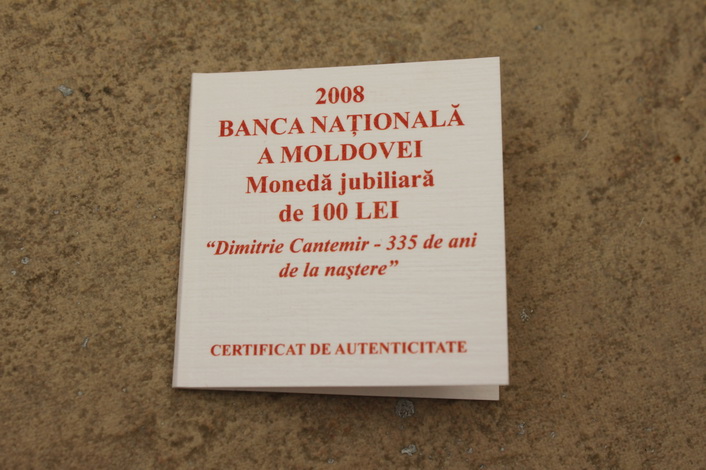 2008
BANCA NAȚIONALĂ
A MOLDOVEI
Monedă jubiliară
de 100 LEI
“Dimitrie Cantemir - 335 de ani
de la naştere”
CERTIFICAT DE AUTENTICITATE